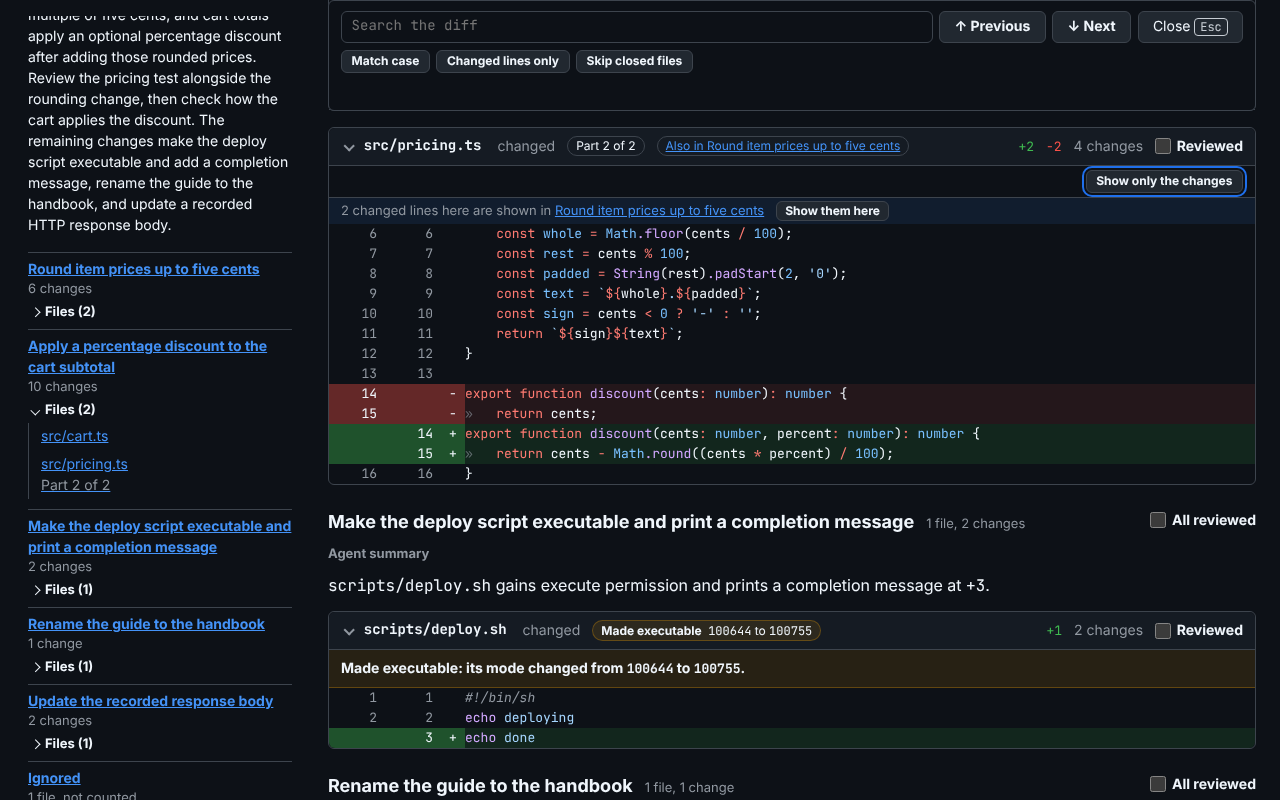 multiple of five cents, and cart totals
apply an optional percentage discount
after adding those rounded prices.
Review the pricing test alongside the
rounding change, then check how the
cart applies the discount. The
remaining changes make the deploy
script executable and add a completion
message, rename the guide to the
handbook, and update a recorded
HTTP response body.
Round item prices up to five cents
6 changes
Files (2)
Apply a percentage discount to the
cart subtotal
10 changes
Files (2)
src/cart.ts
src/pricing.ts
Part 2 of 2
Make the deploy script executable and
print a completion message
2 changes
Files (1)
Rename the guide to the handbook
1 change
Files (1)
Update the recorded response body
2 changes
Files (1)
Ignored
1 file, not counted
Search the diff
↑ Previous
↓ Next
Close Esc
Match case
Changed lines only
Skip closed files
src/pricing.ts changed Part 2 of 2 Also in Round item prices up to five cents +2 -2 4 changes Reviewed
Show only the changes
2 changed lines here are shown in Round item prices up to five cents Show them here
6 6 const whole = Math.floor(cents / 100);
7 7 const rest = cents % 100;
8 8 const padded = String(rest).padStart(2, '0');
9 9 const text = `${whole}.${padded}`;
10 10 const sign = cents < 0 ? '-' : '';
11 11 return `${sign}${text}`;
12 12 }
13 13
14 - export function discount(cents: number): number {
15 - » return cents;
14 + export function discount(cents: number, percent: number): number {
15 + » return cents - Math.round((cents * percent) / 100);
16 16 }
Make the deploy script executable and print a completion message 1 file, 2 changes All reviewed
Agent summary
scripts/deploy.sh gains execute permission and prints a completion message at +3.
scripts/deploy.sh changed Made executable 100644 to 100755 +1 2 changes Reviewed
Made executable: its mode changed from 100644 to 100755.
1 1 #!/bin/sh
2 2 echo deploying
3 + echo done
Rename the guide to the handbook 1 file, 1 change All reviewed